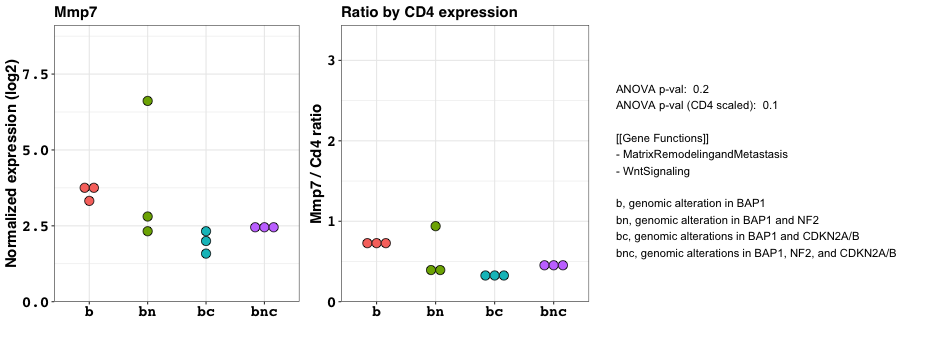 Mmp7
Normalized expression (log2)
7.5
5.0
2.5
0.0
b bn bc bnc
Ratio by CD4 expression
Mmp7 / Cd4 ratio
3
2
1
0
b bn bc bnc
ANOVA p-val: 0.2
ANOVA p-val (CD4 scaled): 0.1
[[Gene Functions]]
- MatrixRemodelingandMetastasis
- WntSignaling
b, genomic alteration in BAP1
bn, genomic alteration in BAP1 and NF2
bc, genomic alterations in BAP1 and CDKN2A/B
bnc, genomic alterations in BAP1, NF2, and CDKN2A/B